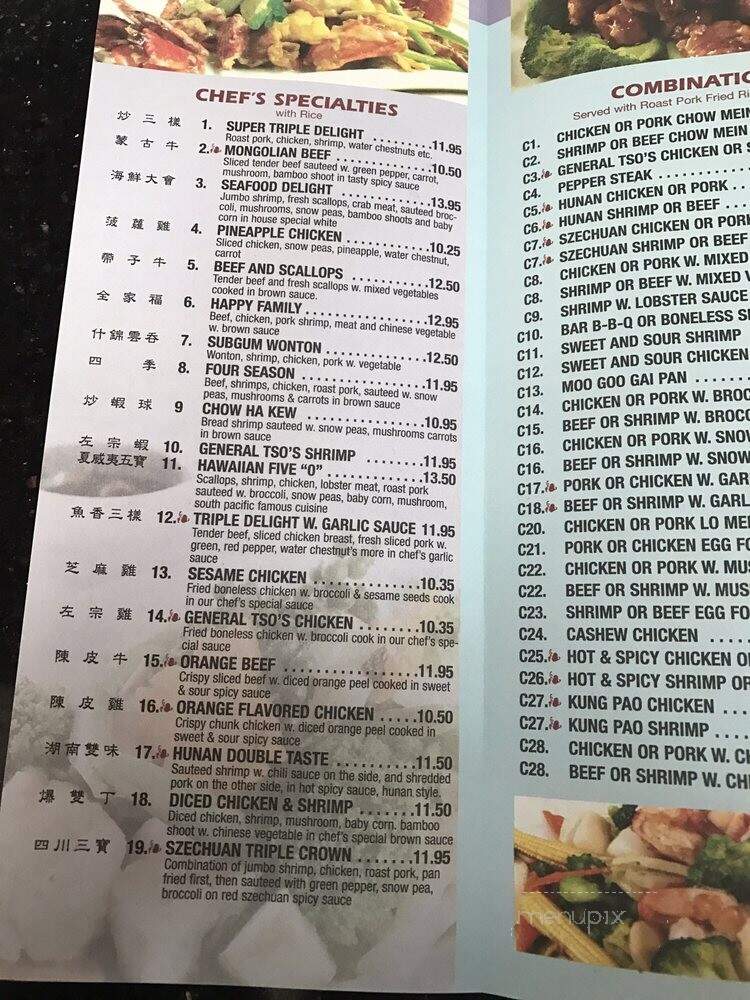 CHEF'S SPECIALTIES
with Rice
炒三樣 1. SUPER TRIPLE DELIGHT .........11.95
Roast pork, chicken, shrimp, water chestnuts etc.
蒙古牛 2. MONGOLIAN BEEF ..............10.50
Sliced tender beef sauteed w. green pepper, carrot,
mushroom, bamboo shoot in tasty spicy sauce
海鮮大會 3. SEAFOOD DELIGHT ..............13.95
Jumbo shrimp, fresh scallops, crab meat, sauteed broc-
coli, mushrooms, snow peas, bamboo shoots and baby
corn in house special white
菠蘿雞 4. PINEAPPLE CHICKEN ............10.25
Sliced chicken, snow peas, pineapple, water chestnut,
carrot
帶子牛 5. BEEF AND SCALLOPS ............12.50
Tender beef and fresh scallops w. mixed vegetables
cooked in brown sauce.
全家福 6. HAPPY FAMILY ..................12.95
Beef, chicken, pork shrimp, meat and chinese vegetable
w. brown sauce
什錦雲吞 7. SUBGUM WONTON ...............12.50
Wonton, shrimp, chicken, pork w. vegetable
四季 8. FOUR SEASON ..................11.95
Beef, shrimps, chicken, roast pork, sauteed w. snow
peas, mushrooms & carrots in brown sauce
炒蝦球 9 CHOW HA KEW ..................10.95
Bread shrimp sauteed w. snow peas, mushrooms carrots
in brown sauce
左宗蝦 10. GENERAL TSO'S SHRIMP .........11.95
夏威夷五寶 11. HAWAIIAN FIVE "0" ..............13.50
Scallops, shrimp, chicken, lobster meat, roast pork
sauteed w. broccoli, snow peas, baby corn, mushroom,
south pacific famous cuisine
魚香三樣 12. TRIPLE DELIGHT W. GARLIC SAUCE 11.95
Tender beef, sliced chicken breast, fresh sliced pork w.
green, red pepper, water chestnut's more in chef's garlic
sauce
芝麻雞 13. SESAME CHICKEN ..............10.35
Fried boneless chicken w. broccoli & sesame seeds cook
in our chef's special sauce
左宗雞 14. GENERAL TSO'S CHICKEN ........10.35
Fried boneless chicken w. broccoli cook in our chef's spe-
cial sauce
陳皮牛 15. ORANGE BEEF ..................11.95
Crispy sliced beef w. diced orange peel cooked in sweet
& sour spicy sauce
陳皮雞 16. ORANGE FLAVORED CHICKEN .....10.50
Crispy chunk chicken w. diced orange peel cooked in
sweet & sour spicy sauce
湖南雙味 17. HUNAN DOUBLE TASTE ..........11.50
Sauteed shrimp w. chili sauce on the side, and shredded
pork on the other side, in hot spicy sauce, hunan style.
爆雙丁 18. DICED CHICKEN & SHRIMP .......11.50
Diced chicken, shrimp, mushroom, baby corn. bamboo
shoot w. chinese vegetable in chef's special brown sauce
四川三寶 19. SZECHUAN TRIPLE CROWN .......11.95
Combination of jumbo shrimp, chicken, roast pork, pan
fried first, then sauteed with green pepper, snow pea,
broccoli on red szechuan spicy sauce
COMBINATIO
Served with Roast Pork Fried Ri
C1. CHICKEN OR PORK CHOW MEIN
C2. SHRIMP OR BEEF CHOW MEIN
C3. GENERAL TSO'S CHICKEN OR S
C4. PEPPER STEAK ...........
C5. HUNAN CHICKEN OR PORK ...
C6. HUNAN SHRIMP OR BEEF ....
C7. SZECHUAN CHICKEN OR PORK
C7. SZECHUAN SHRIMP OR BEEF
C8. CHICKEN OR PORK W. MIXED
C8. SHRIMP OR BEEF W. MIXED V
C9. SHRIMP W. LOBSTER SAUCE
C10. BAR B-B-Q OR BONELESS SP
C11. SWEET AND SOUR SHRIMP
C12. SWEET AND SOUR CHICKEN
C13. MOO GOO GAI PAN .......
C14. CHICKEN OR PORK W. BROC
C15. BEEF OR SHRIMP W. BROCC
C16. CHICKEN OR PORK W. SNOW
C16. BEEF OR SHRIMP W. SNOW
C17. PORK OR CHICKEN W. GAR
C18. BEEF OR SHRIMP W. GARL
C20. CHICKEN OR PORK LO MEI
C21. PORK OR CHICKEN EGG FO
C22. CHICKEN OR PORK W. MUS
C22. BEEF OR SHRIMP W. MUS
C23. SHRIMP OR BEEF EGG FO
C24. CASHEW CHICKEN ....
C25. HOT & SPICY CHICKEN O
C26. HOT & SPICY SHRIMP OR
C27. KUNG PAO CHICKEN ...
C27. KUNG PAO SHRIMP ....
C28. CHICKEN OR PORK W. CH
C28. BEEF OR SHRIMP W. CHI
menupix